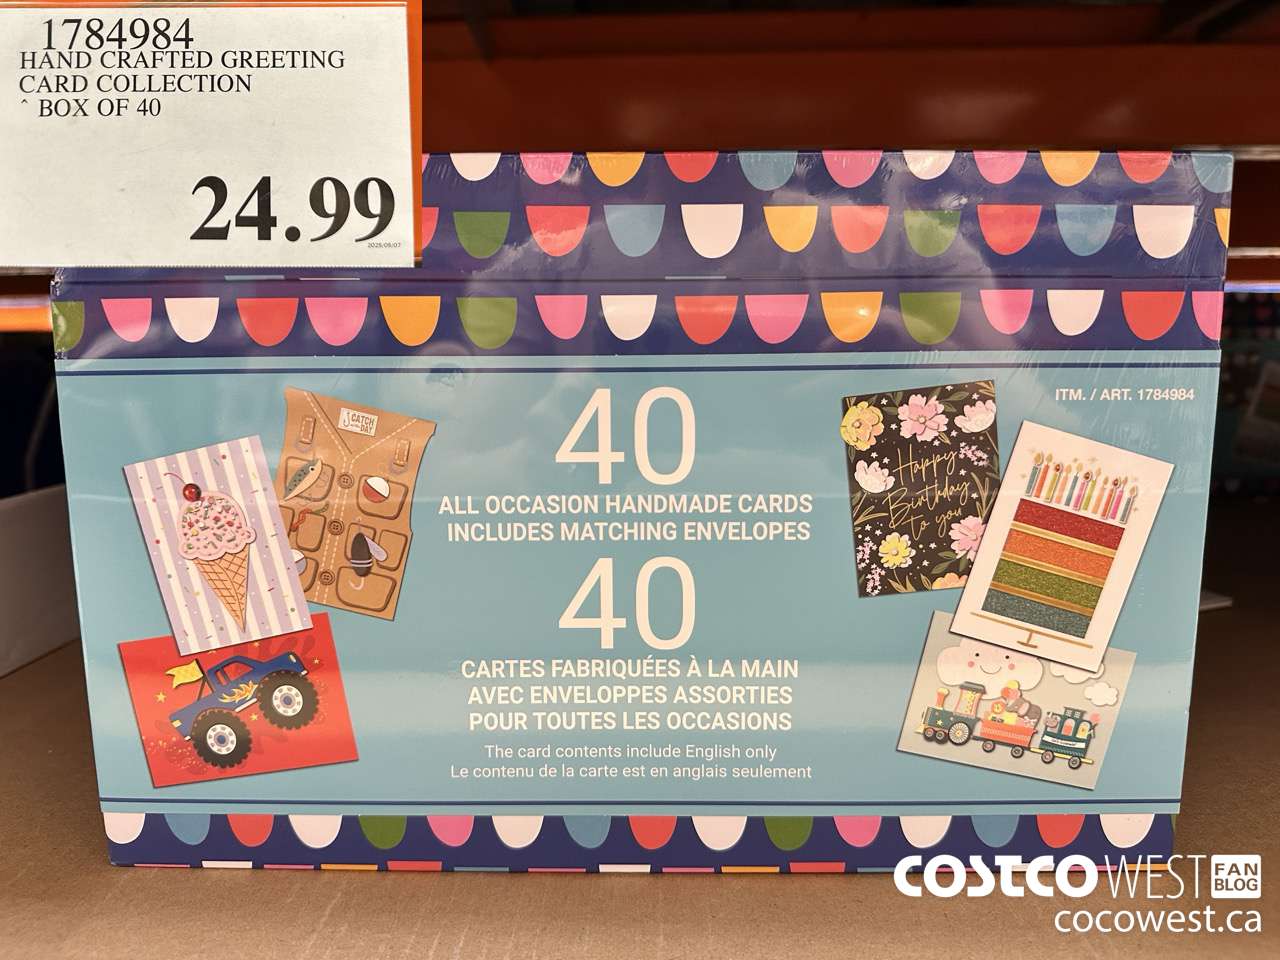 1784984
HAND CRAFTED GREETING
CARD COLLECTION
^ BOX OF 40
24.99
2025/09/07
ITM. / ART. 1784984
40
ALL OCCASION HANDMADE CARDS
INCLUDES MATCHING ENVELOPES
40
CARTES FABRIQUÉES À LA MAIN
AVEC ENVELOPPES ASSORTIES
POUR TOUTES LES OCCASIONS
The card contents include English only
Le contenu de la carte est en anglais seulement
CATCH
of the
DAY
Happy
Birthday
to you
COSTCO WEST FAN BLOG
cocowest.ca